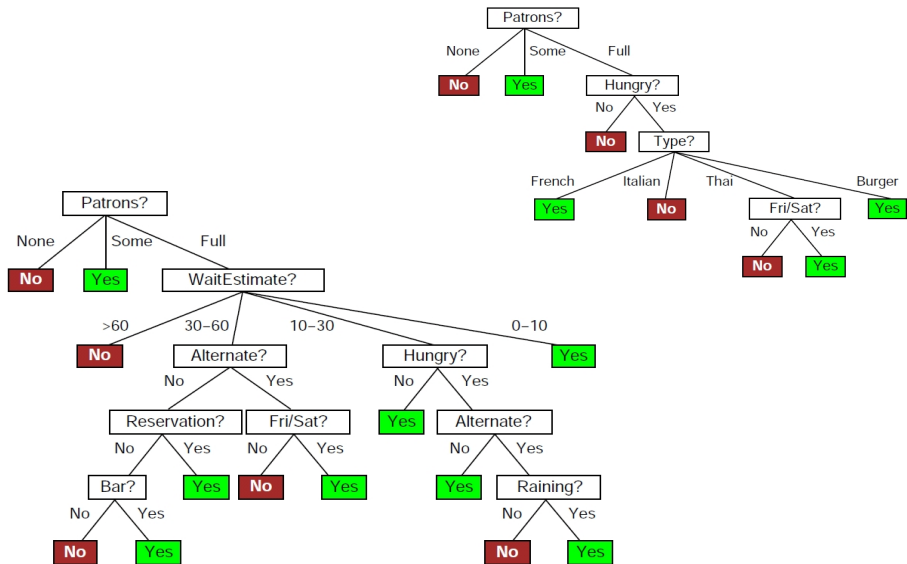 Patrons?
None Some Full
No Yes Hungry?
No Yes
No Type?
French Italian Thai Burger
Yes No Fri/Sat? Yes
No Yes
No Yes
Patrons?
None Some Full
No Yes WaitEstimate?
>60 30–60 10–30 0–10
No Alternate? Hungry? Yes
No Yes No Yes
Reservation? Fri/Sat? Yes Alternate?
No Yes No Yes No Yes
Bar? Yes No Yes Yes Raining?
No Yes No Yes
No Yes No Yes